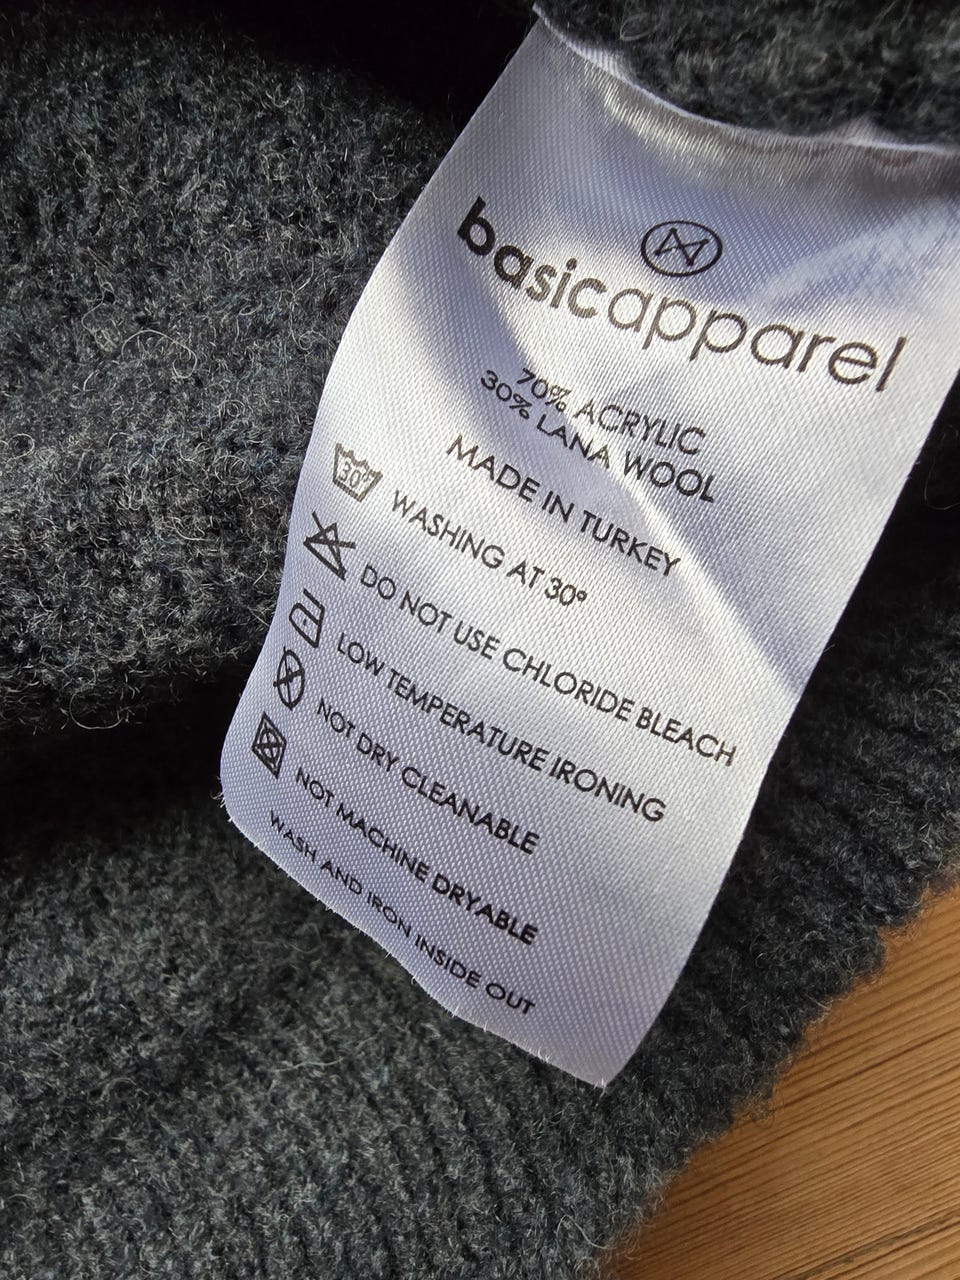 basicapparel
70% ACRYLIC
30% LANA WOOL
MADE IN TURKEY
30° WASHING AT 30°
DO NOT USE CHLORIDE BLEACH
LOW TEMPERATURE IRONING
NOT DRY CLEANABLE
NOT MACHINE DRYABLE
WASH AND IRON INSIDE OUT